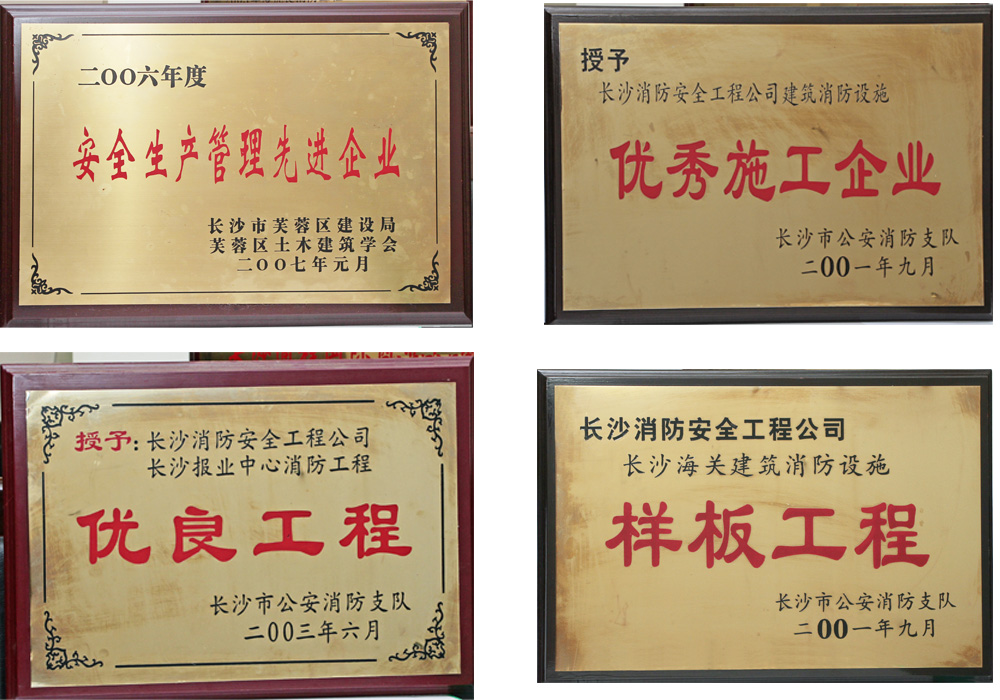 二OO六年度
安全生产管理先进企业
长沙市芙蓉区建设局
芙蓉区土木建筑学会
二OO七年元月
授予
长沙消防安全工程公司建筑消防设施
优秀施工企业
长沙市公安消防支队
二00一年九月
授予:长沙消防安全工程公司
长沙报业中心消防工程
优良工程
长沙市公安消防支队
二00三年六月
长沙消防安全工程公司
长沙海关建筑消防设施
样板工程
长沙市公安消防支队
二00一年九月